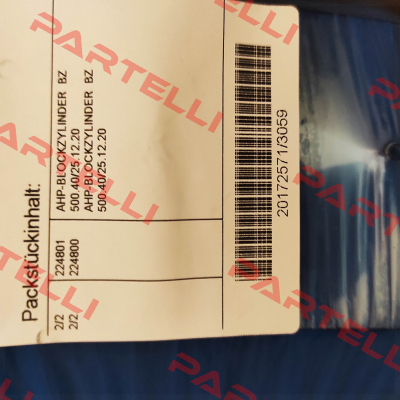 Packstückinhalt:
2/2 224801 AHP-BLOCKZYLINDER BZ
500.40/25.12.20
2/2 224800 AHP-BLOCKZYLINDER BZ
500.40/25.12.20
20172571/3059
PARTELLI
PARTELLI
PARTELLI
PARTELLI